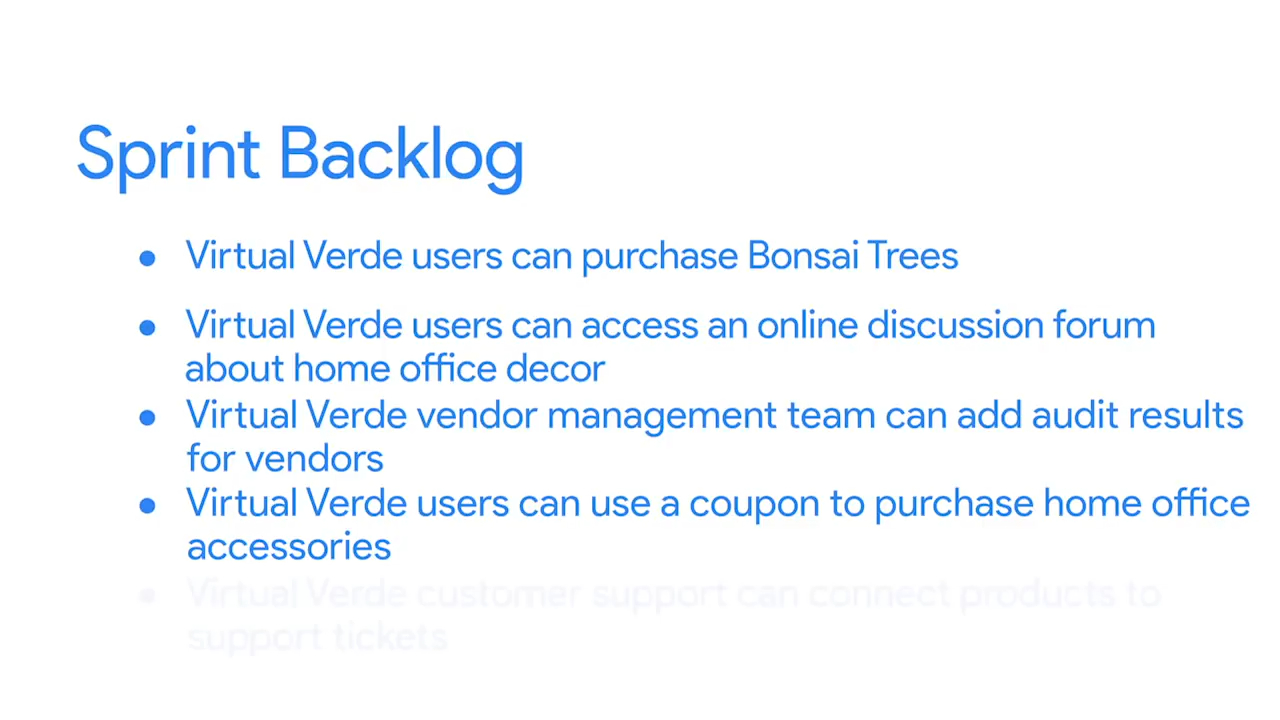 Sprint Backlog
● Virtual Verde users can purchase Bonsai Trees
● Virtual Verde users can access an online discussion forum
about home office decor
● Virtual Verde vendor management team can add audit results
for vendors
● Virtual Verde users can use a coupon to purchase home office
accessories
● Virtual Verde customer support can connect products to
support tickets